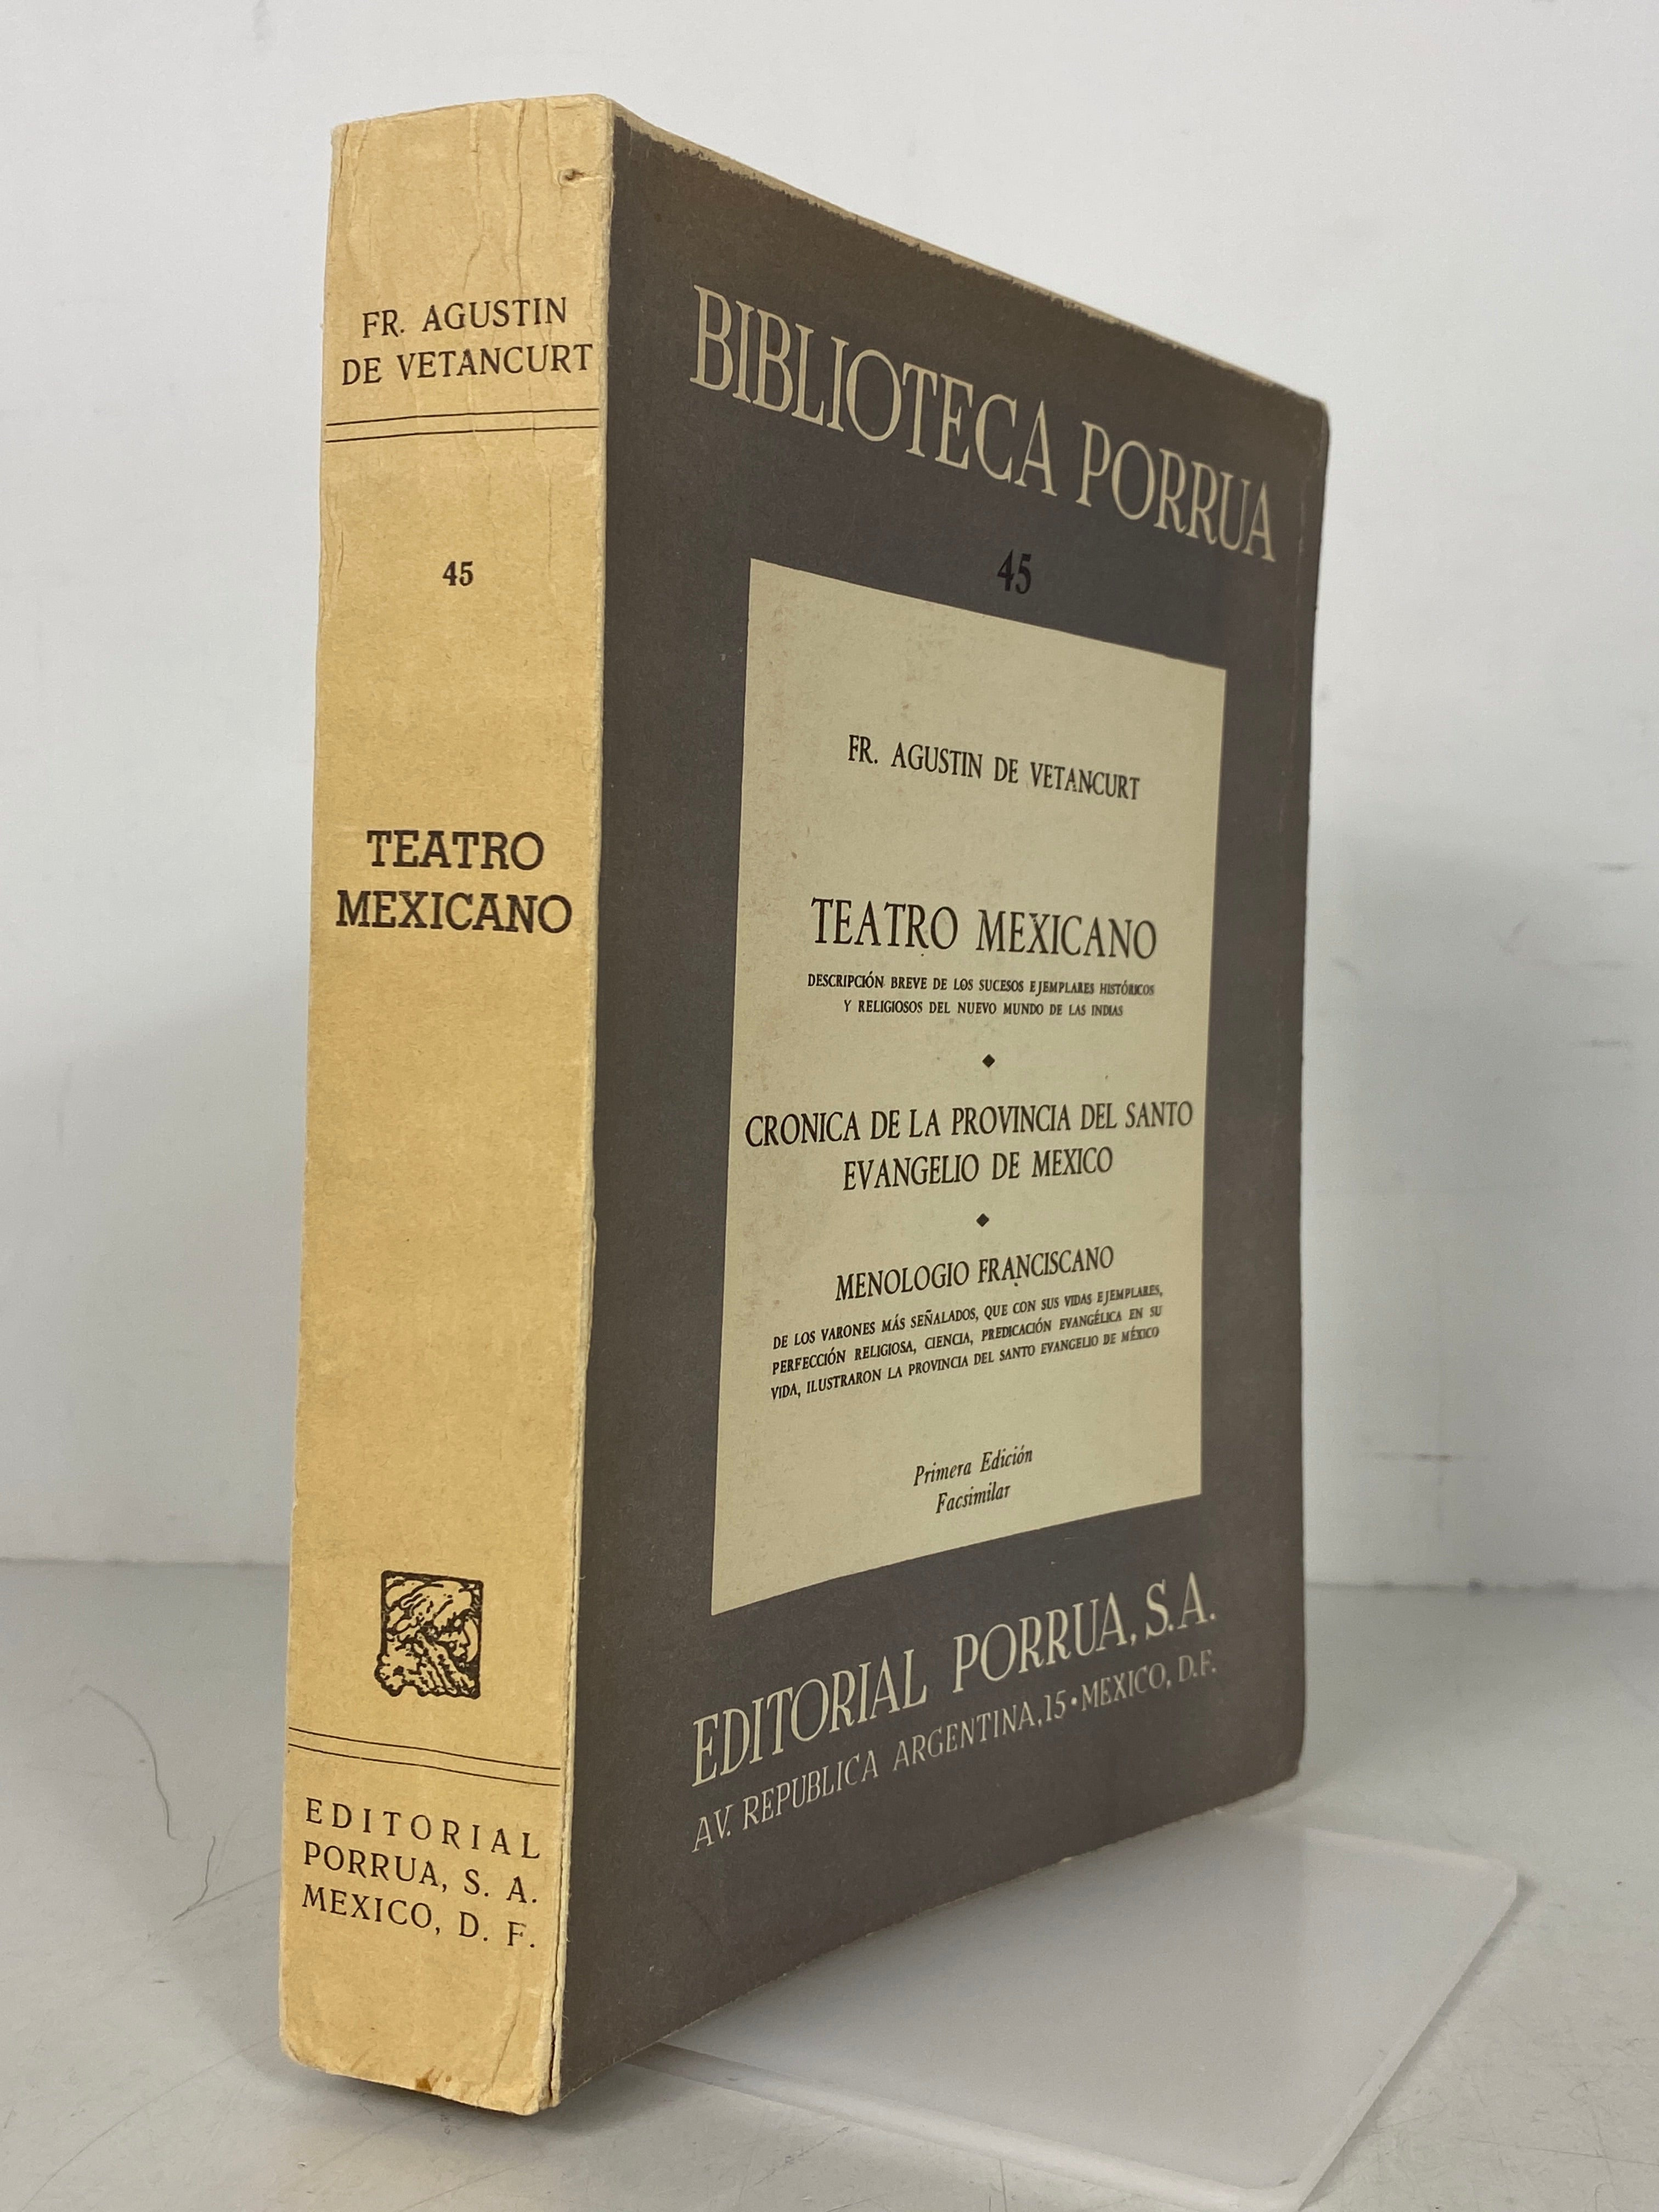 FR. AGUSTIN
DE VETANCURT
45
TEATRO
MEXICANO
EDITORIAL
PORRUA, S. A.
MEXICO, D. F.
BIBLIOTECA PORRUA
45
FR. AGUSTIN DE VETANCURT
TEATRO MEXICANO
DESCRIPCIÓN BREVE DE LOS SUCESOS EJEMPLARES HISTÓRICOS
Y RELIGIOSOS DEL NUEVO MUNDO DE LAS INDIAS
CRONICA DE LA PROVINCIA DEL SANTO
EVANGELIO DE MEXICO
MENOLOGIO FRANCISCANO
DE LOS VARONES MÁS SEÑALADOS, QUE CON SUS VIDAS EJEMPLARES,
PERFECCIÓN RELIGIOSA, CIENCIA, PREDICACIÓN EVANGÉLICA EN SU
VIDA, ILUSTRARON LA PROVINCIA DEL SANTO EVANGELIO DE MÉXICO
Primera Edición
Facsimilar
EDITORIAL PORRUA, S.A.
AV. REPUBLICA ARGENTINA, 15 • MEXICO, D.F.